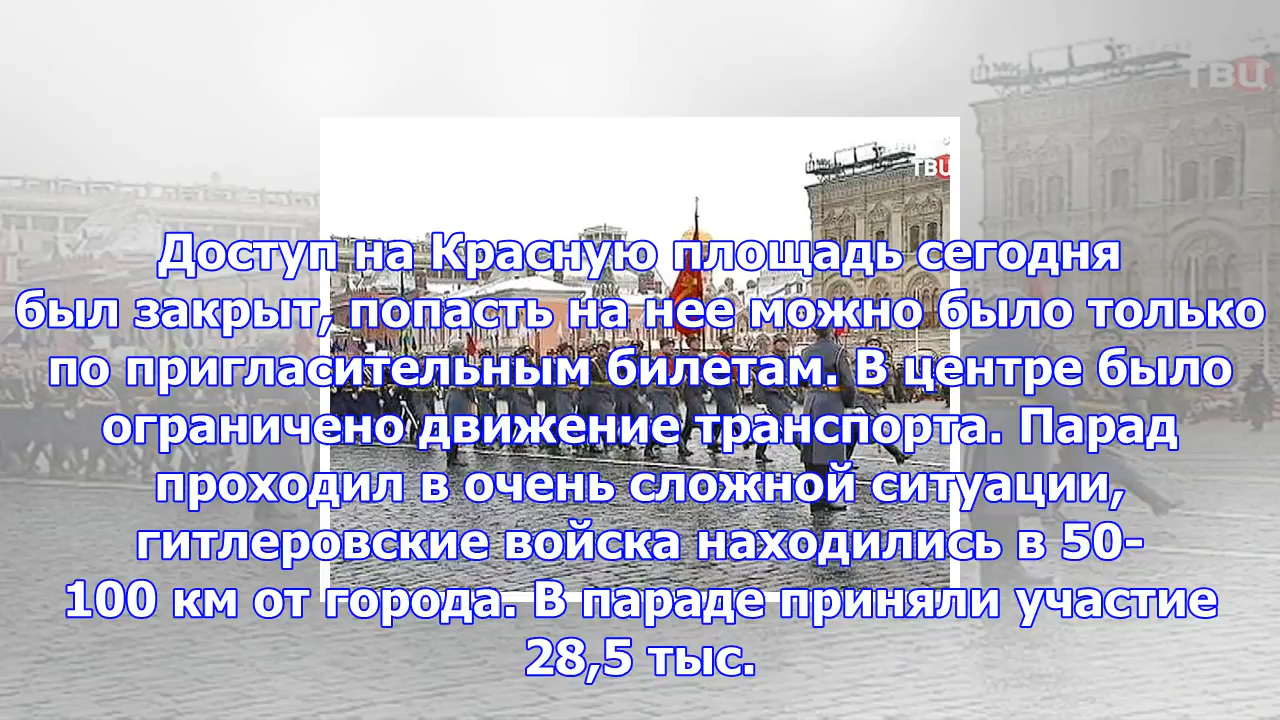 ТВЦ
ТВЦ
Доступ на Красную площадь сегодня
был закрыт, попасть на нее можно было только
по пригласительным билетам. В центре было
ограничено движение транспорта. Парад
проходил в очень сложной ситуации,
гитлеровские войска находились в 50-
100 км от города. В параде приняли участие
28,5 тыс.